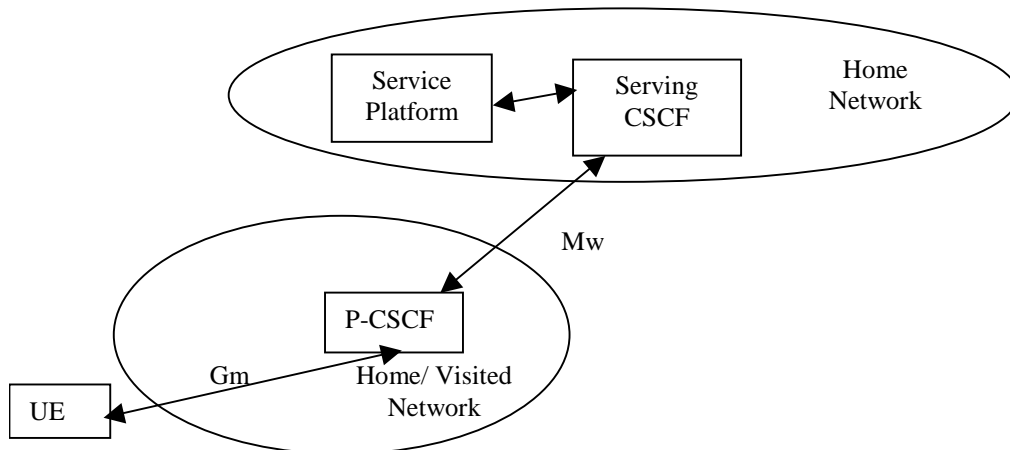 Service
Platform
Serving
CSCF
Home
Network
Mw
P-CSCF
Gm
Home/ Visited
Network
UE